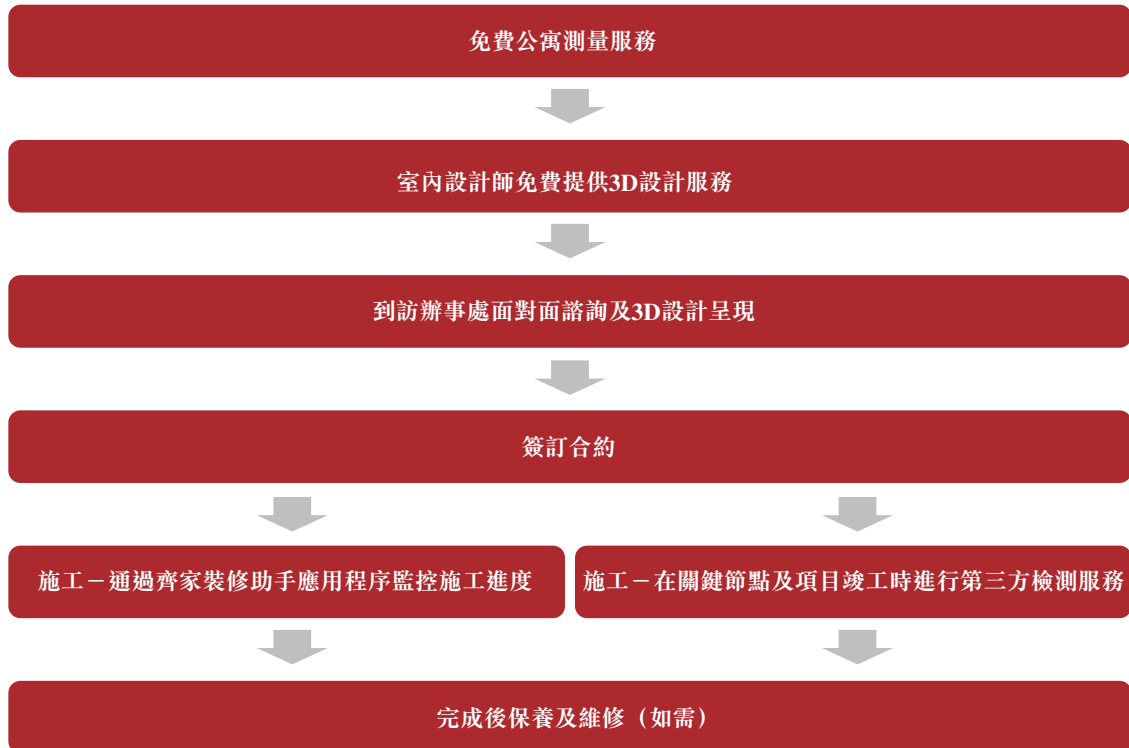 免費公寓測量服務
室內設計師免費提供3D設計服務
到訪辦事處面對面諮詢及3D設計呈現
簽訂合約
施工－通過齊家裝修助手應用程序監控施工進度
施工－在關鍵節點及項目竣工時進行第三方檢測服務
完成後保養及維修（如需）